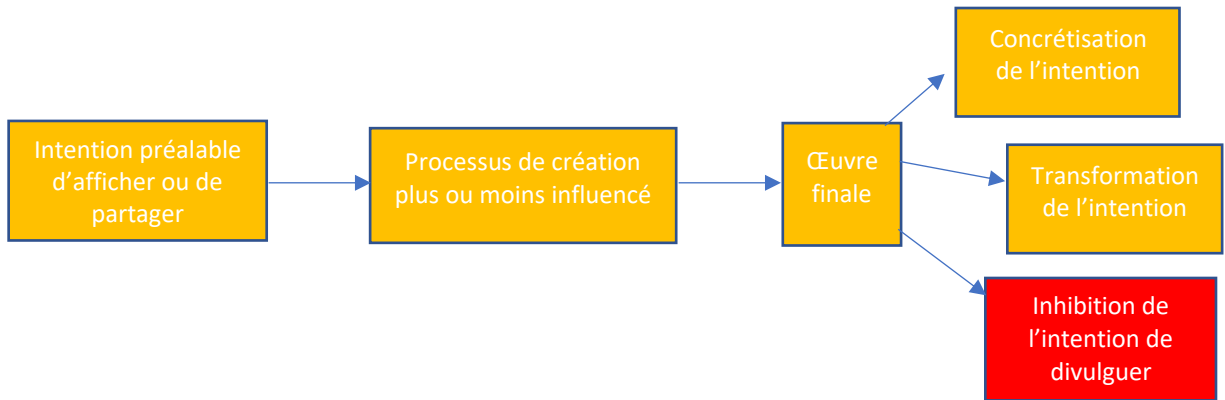 Intention préalable
d’afficher ou de
partager
Processus de création
plus ou moins influencé
Œuvre
finale
Concrétisation
de l’intention
Transformation
de l’intention
Inhibition de
l’intention de
divulguer